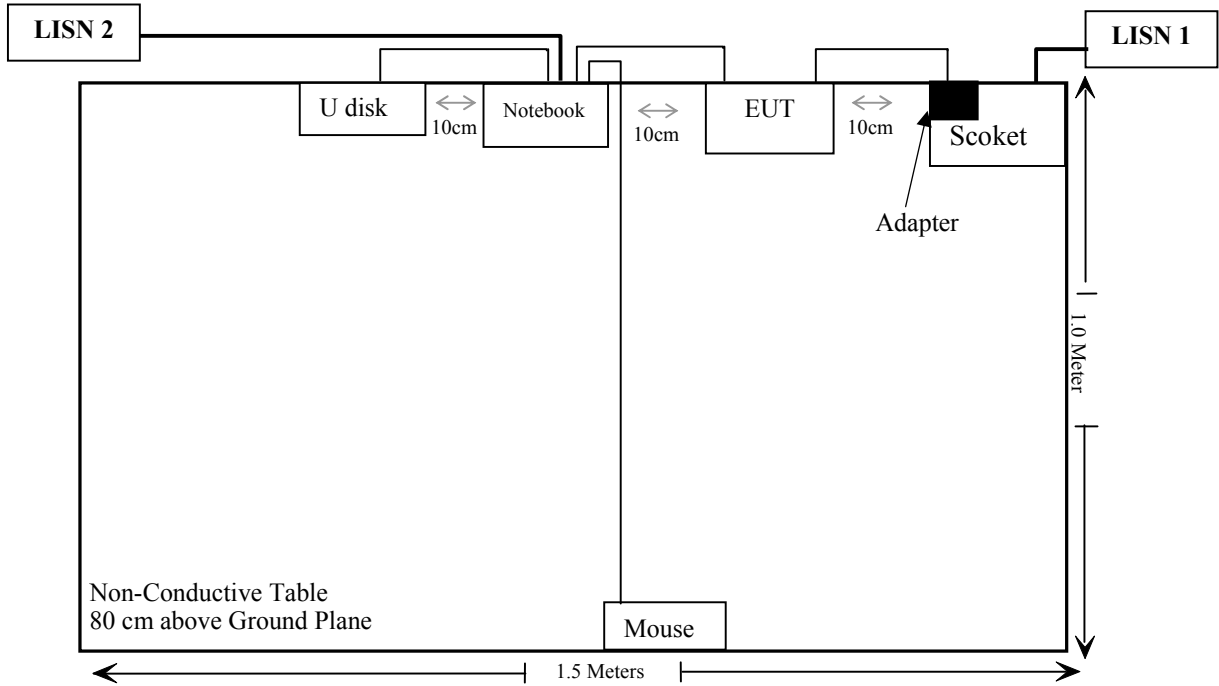 LISN 2
LISN 1
U disk
10cm
Notebook
10cm
EUT
10cm
Scoket
Adapter
1.0 Meter
Non-Conductive Table
80 cm above Ground Plane
Mouse
1.5 Meters